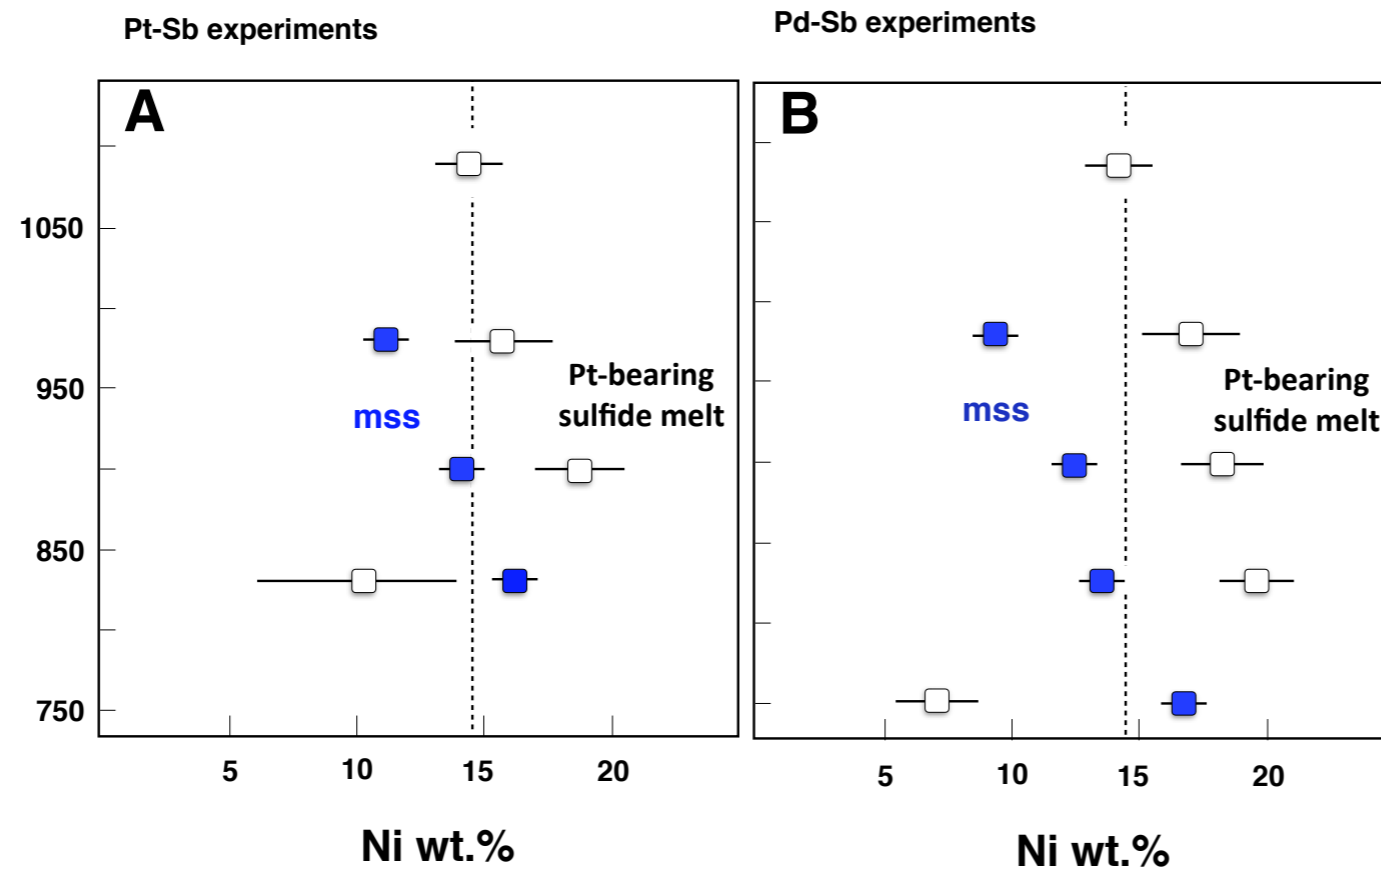 Pt-Sb experiments
Pd-Sb experiments
A
B
1050
950
850
750
mss
Pt-bearing
sulfide melt
mss
Pt-bearing
sulfide melt
5 10 15 20
5 10 15 20
Ni wt.%
Ni wt.%